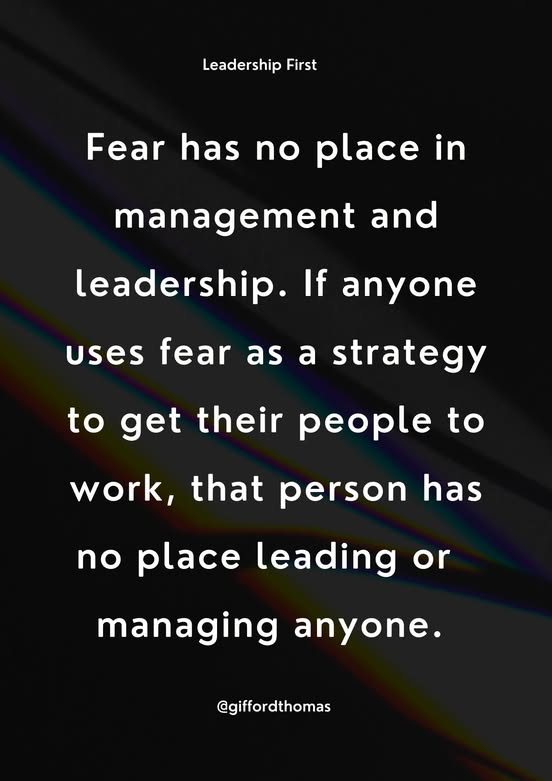 Leadership First
Fear has no place in
management and
leadership. If anyone
uses fear as a strategy
to get their people to
work, that person has
no place leading or
managing anyone.
@giffordthomas